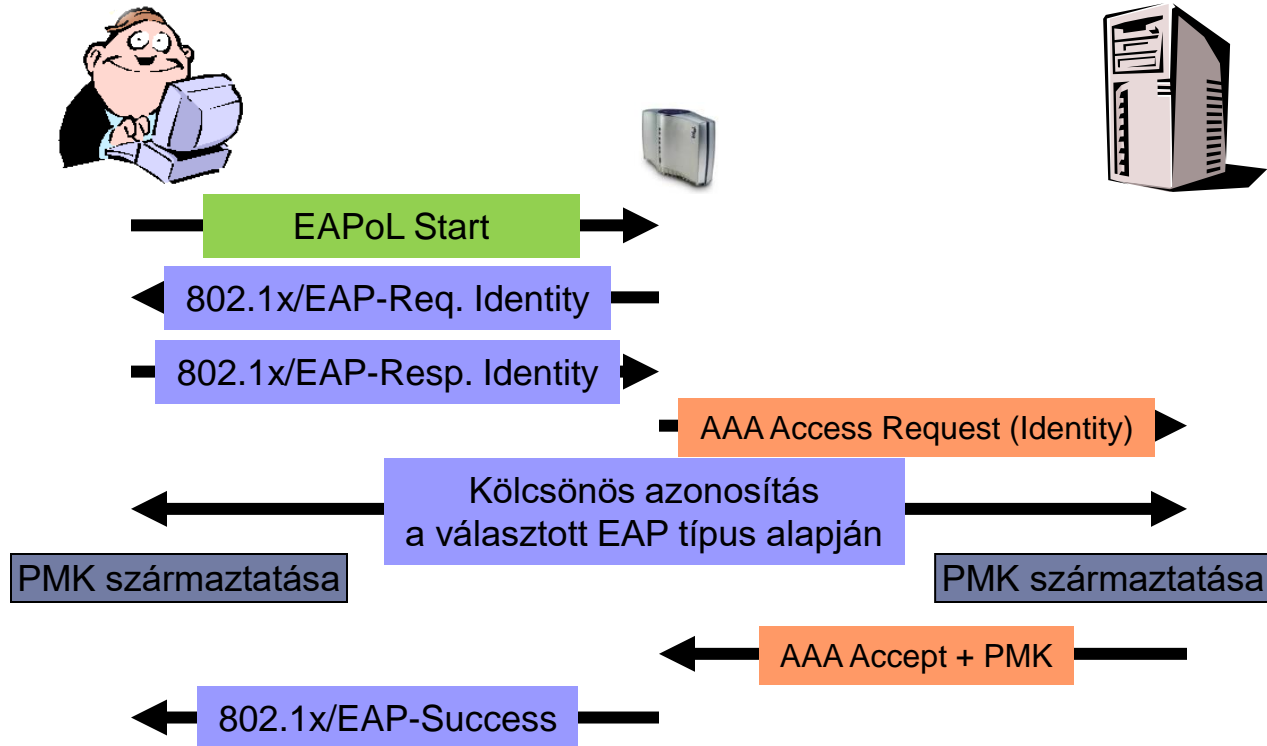 EAPoL Start
802.1x/EAP-Req. Identity
802.1x/EAP-Resp. Identity
AAA Access Request (Identity)
Kölcsönös azonosítás
a választott EAP típus alapján
PMK származtatása
PMK származtatása
AAA Accept + PMK
802.1x/EAP-Success